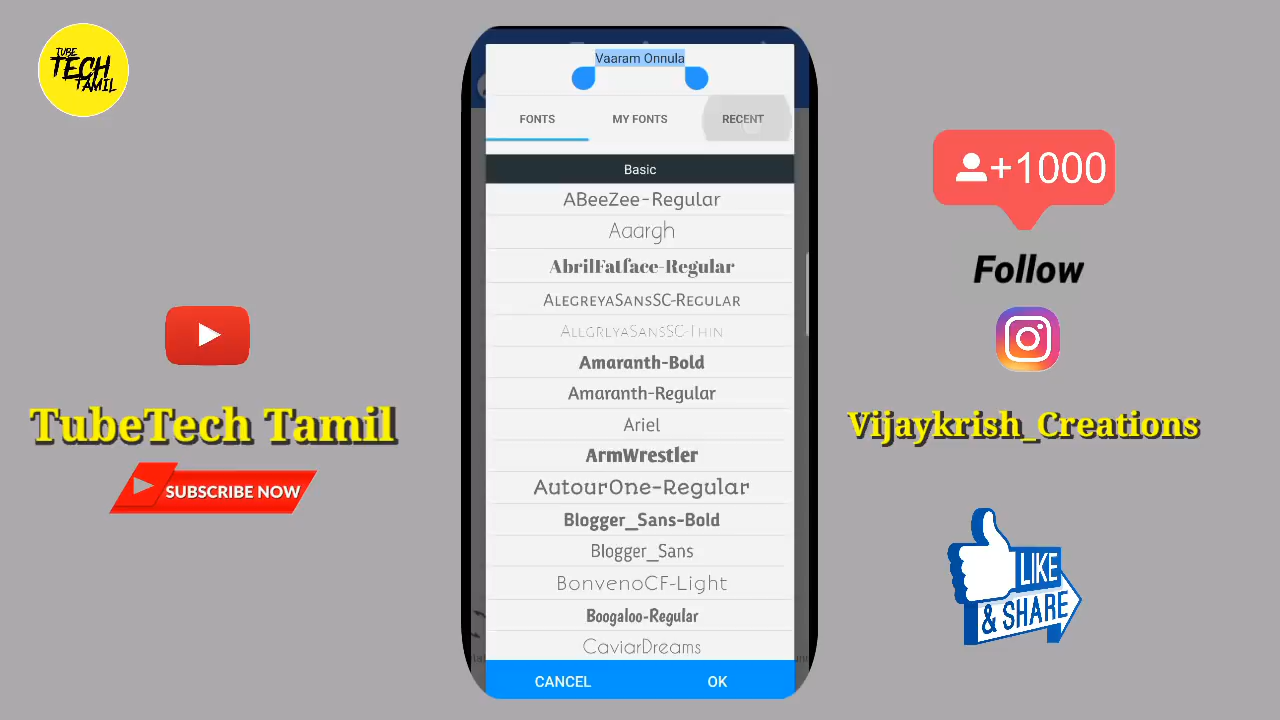 TUBE
TECH
TAMIL
Vaaram Onnula
FONTS
MY FONTS
RECENT
Basic
ABeeZee-Regular
Aaargh
AbrilFatface-Regular
AlegreyaSansSC-Regular
AlegreyaSansSC-Thin
Amaranth-Bold
Amaranth-Regular
Ariel
ArmWrestler
AutourOne-Regular
Blogger_Sans-Bold
Blogger_Sans
BonvenoCF-Light
Boogaloo-Regular
CaviarDreams
CANCEL
OK
TubeTech Tamil
SUBSCRIBE NOW
+1000
Follow
Vijaykrish_Creations
LIKE
& SHARE